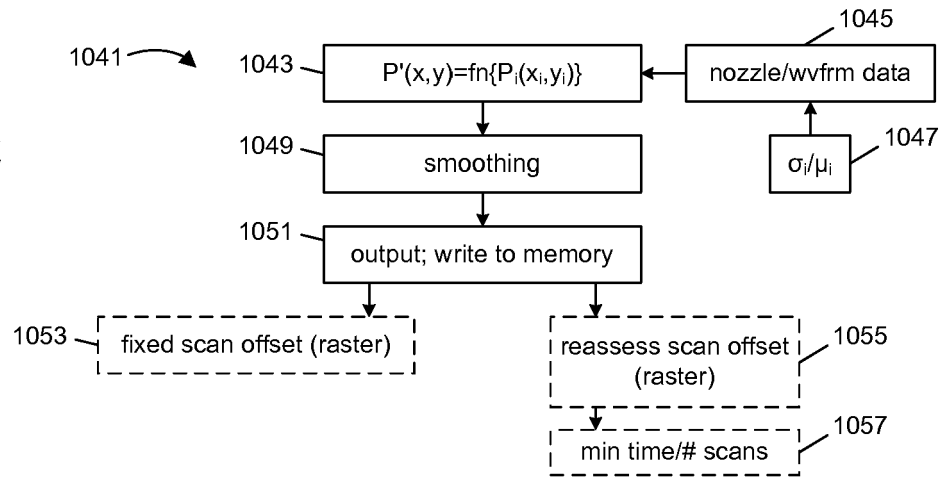 1041
1043
P'(x,y)=fn{Pᵢ(xᵢ,yᵢ)}
1045
nozzle/wvfrm data
1047
σᵢ/μᵢ
1049
smoothing
1051
output; write to memory
1053
fixed scan offset (raster)
1055
reassess scan offset
(raster)
1057
min time/# scans